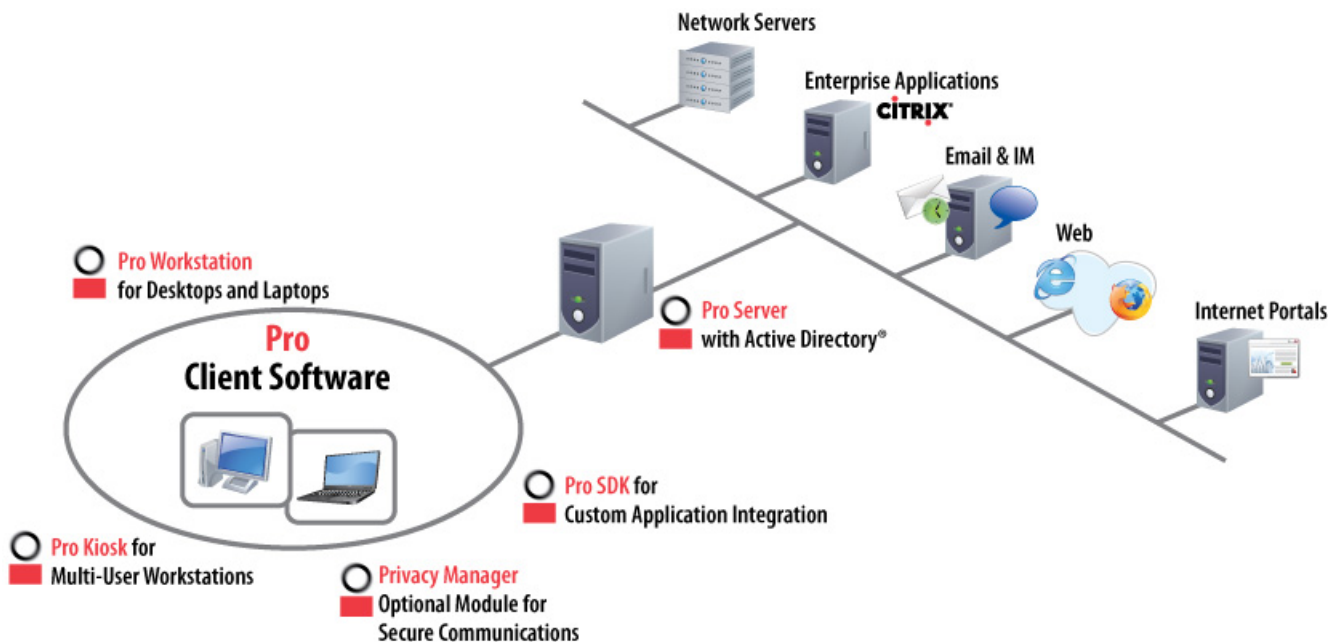 Network Servers
Enterprise Applications
CITRIX®
Email & IM
Web
Internet Portals
Pro Workstation
for Desktops and Laptops
Pro Server
with Active Directory®
Pro
Client Software
Pro SDK for
Custom Application Integration
Pro Kiosk for
Multi-User Workstations
Privacy Manager
Optional Module for
Secure Communications